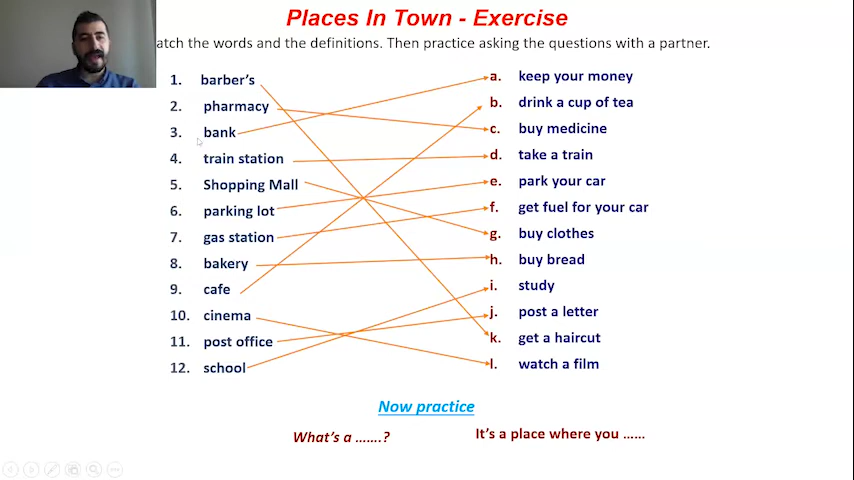 Places In Town - Exercise
atch the words and the definitions. Then practice asking the questions with a partner.
1. barber's
2. pharmacy
3. bank
4. train station
5. Shopping Mall
6. parking lot
7. gas station
8. bakery
9. cafe
10. cinema
11. post office
12. school
a. keep your money
b. drink a cup of tea
c. buy medicine
d. take a train
e. park your car
f. get fuel for your car
g. buy clothes
h. buy bread
i. study
j. post a letter
k. get a haircut
l. watch a film
Now practice
What's a .......?
It's a place where you ......